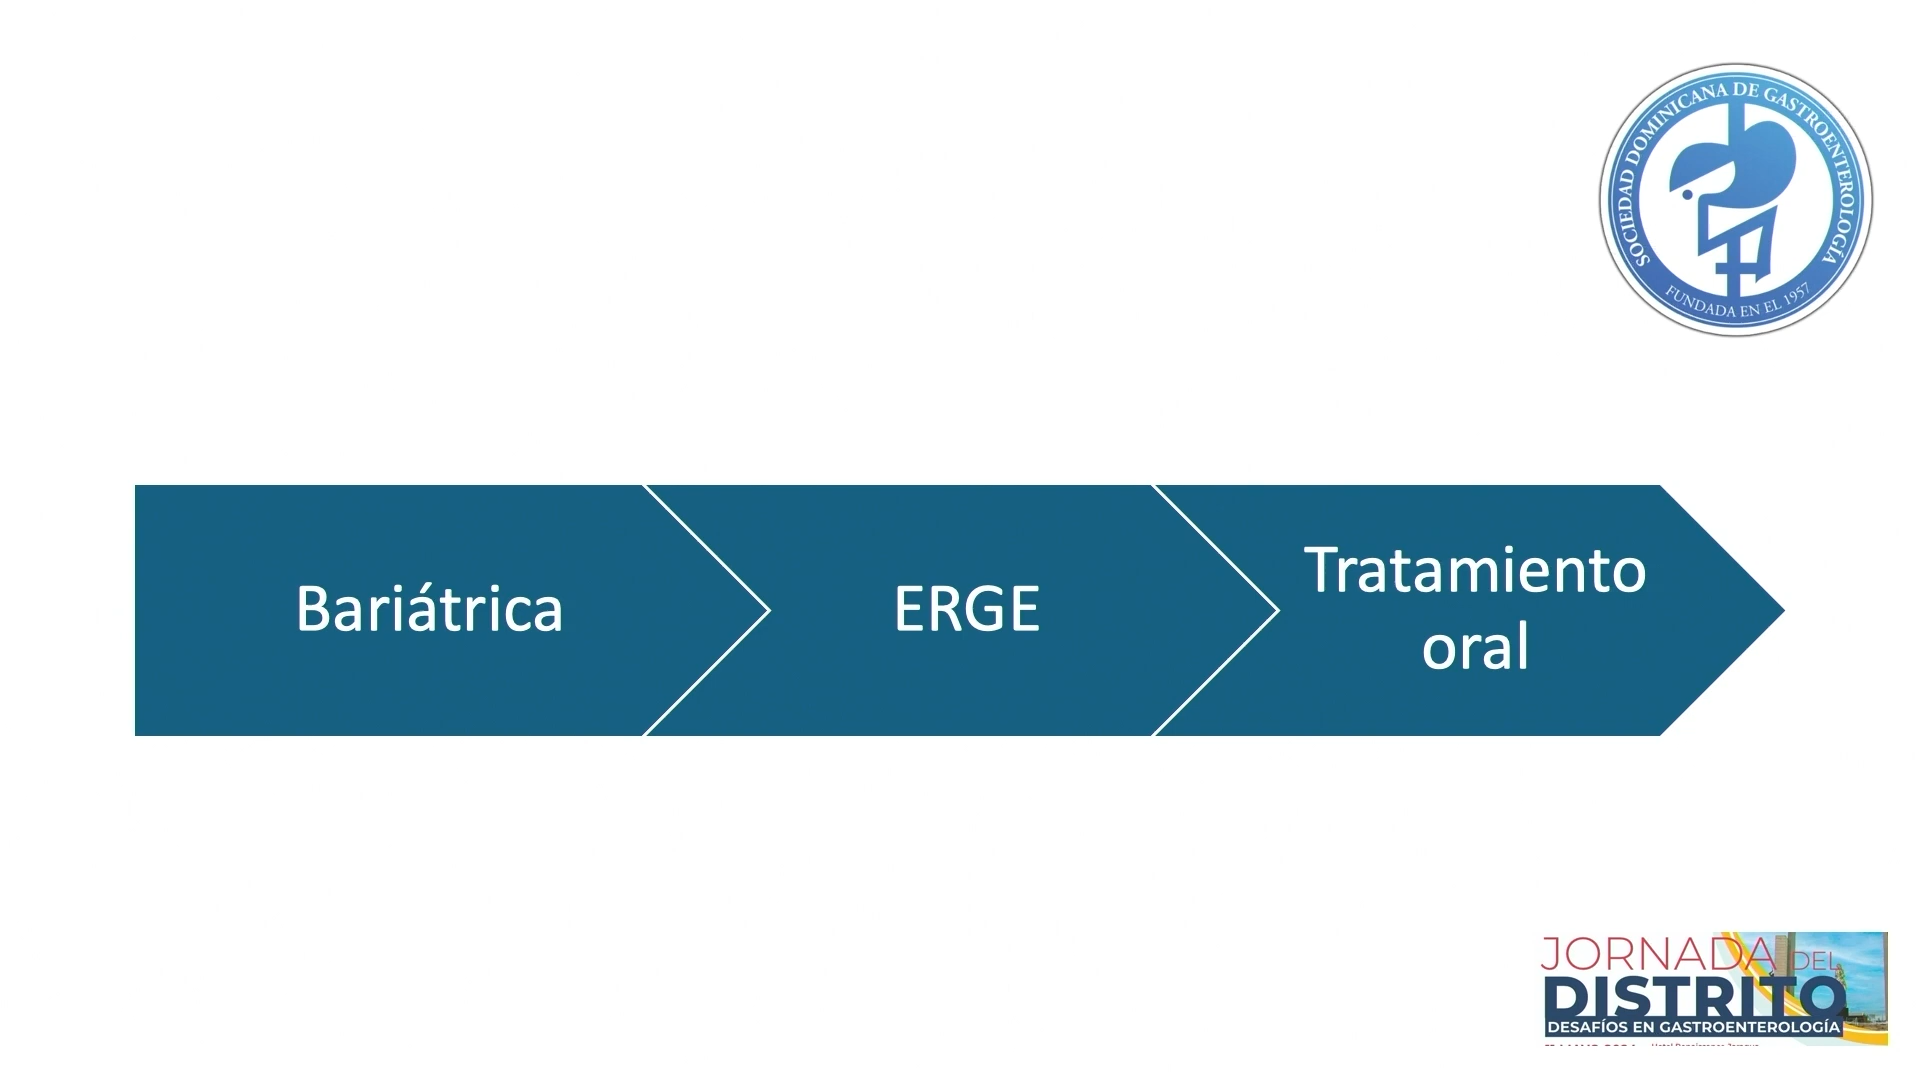 SOCIEDAD DOMINICANA DE GASTROENTEROLOGÍA
FUNDADA EN EL 1957
Bariátrica
ERGE
Tratamiento
oral
JORNADA DEL
DISTRITO
DESAFÍOS EN GASTROENTEROLOGÍA